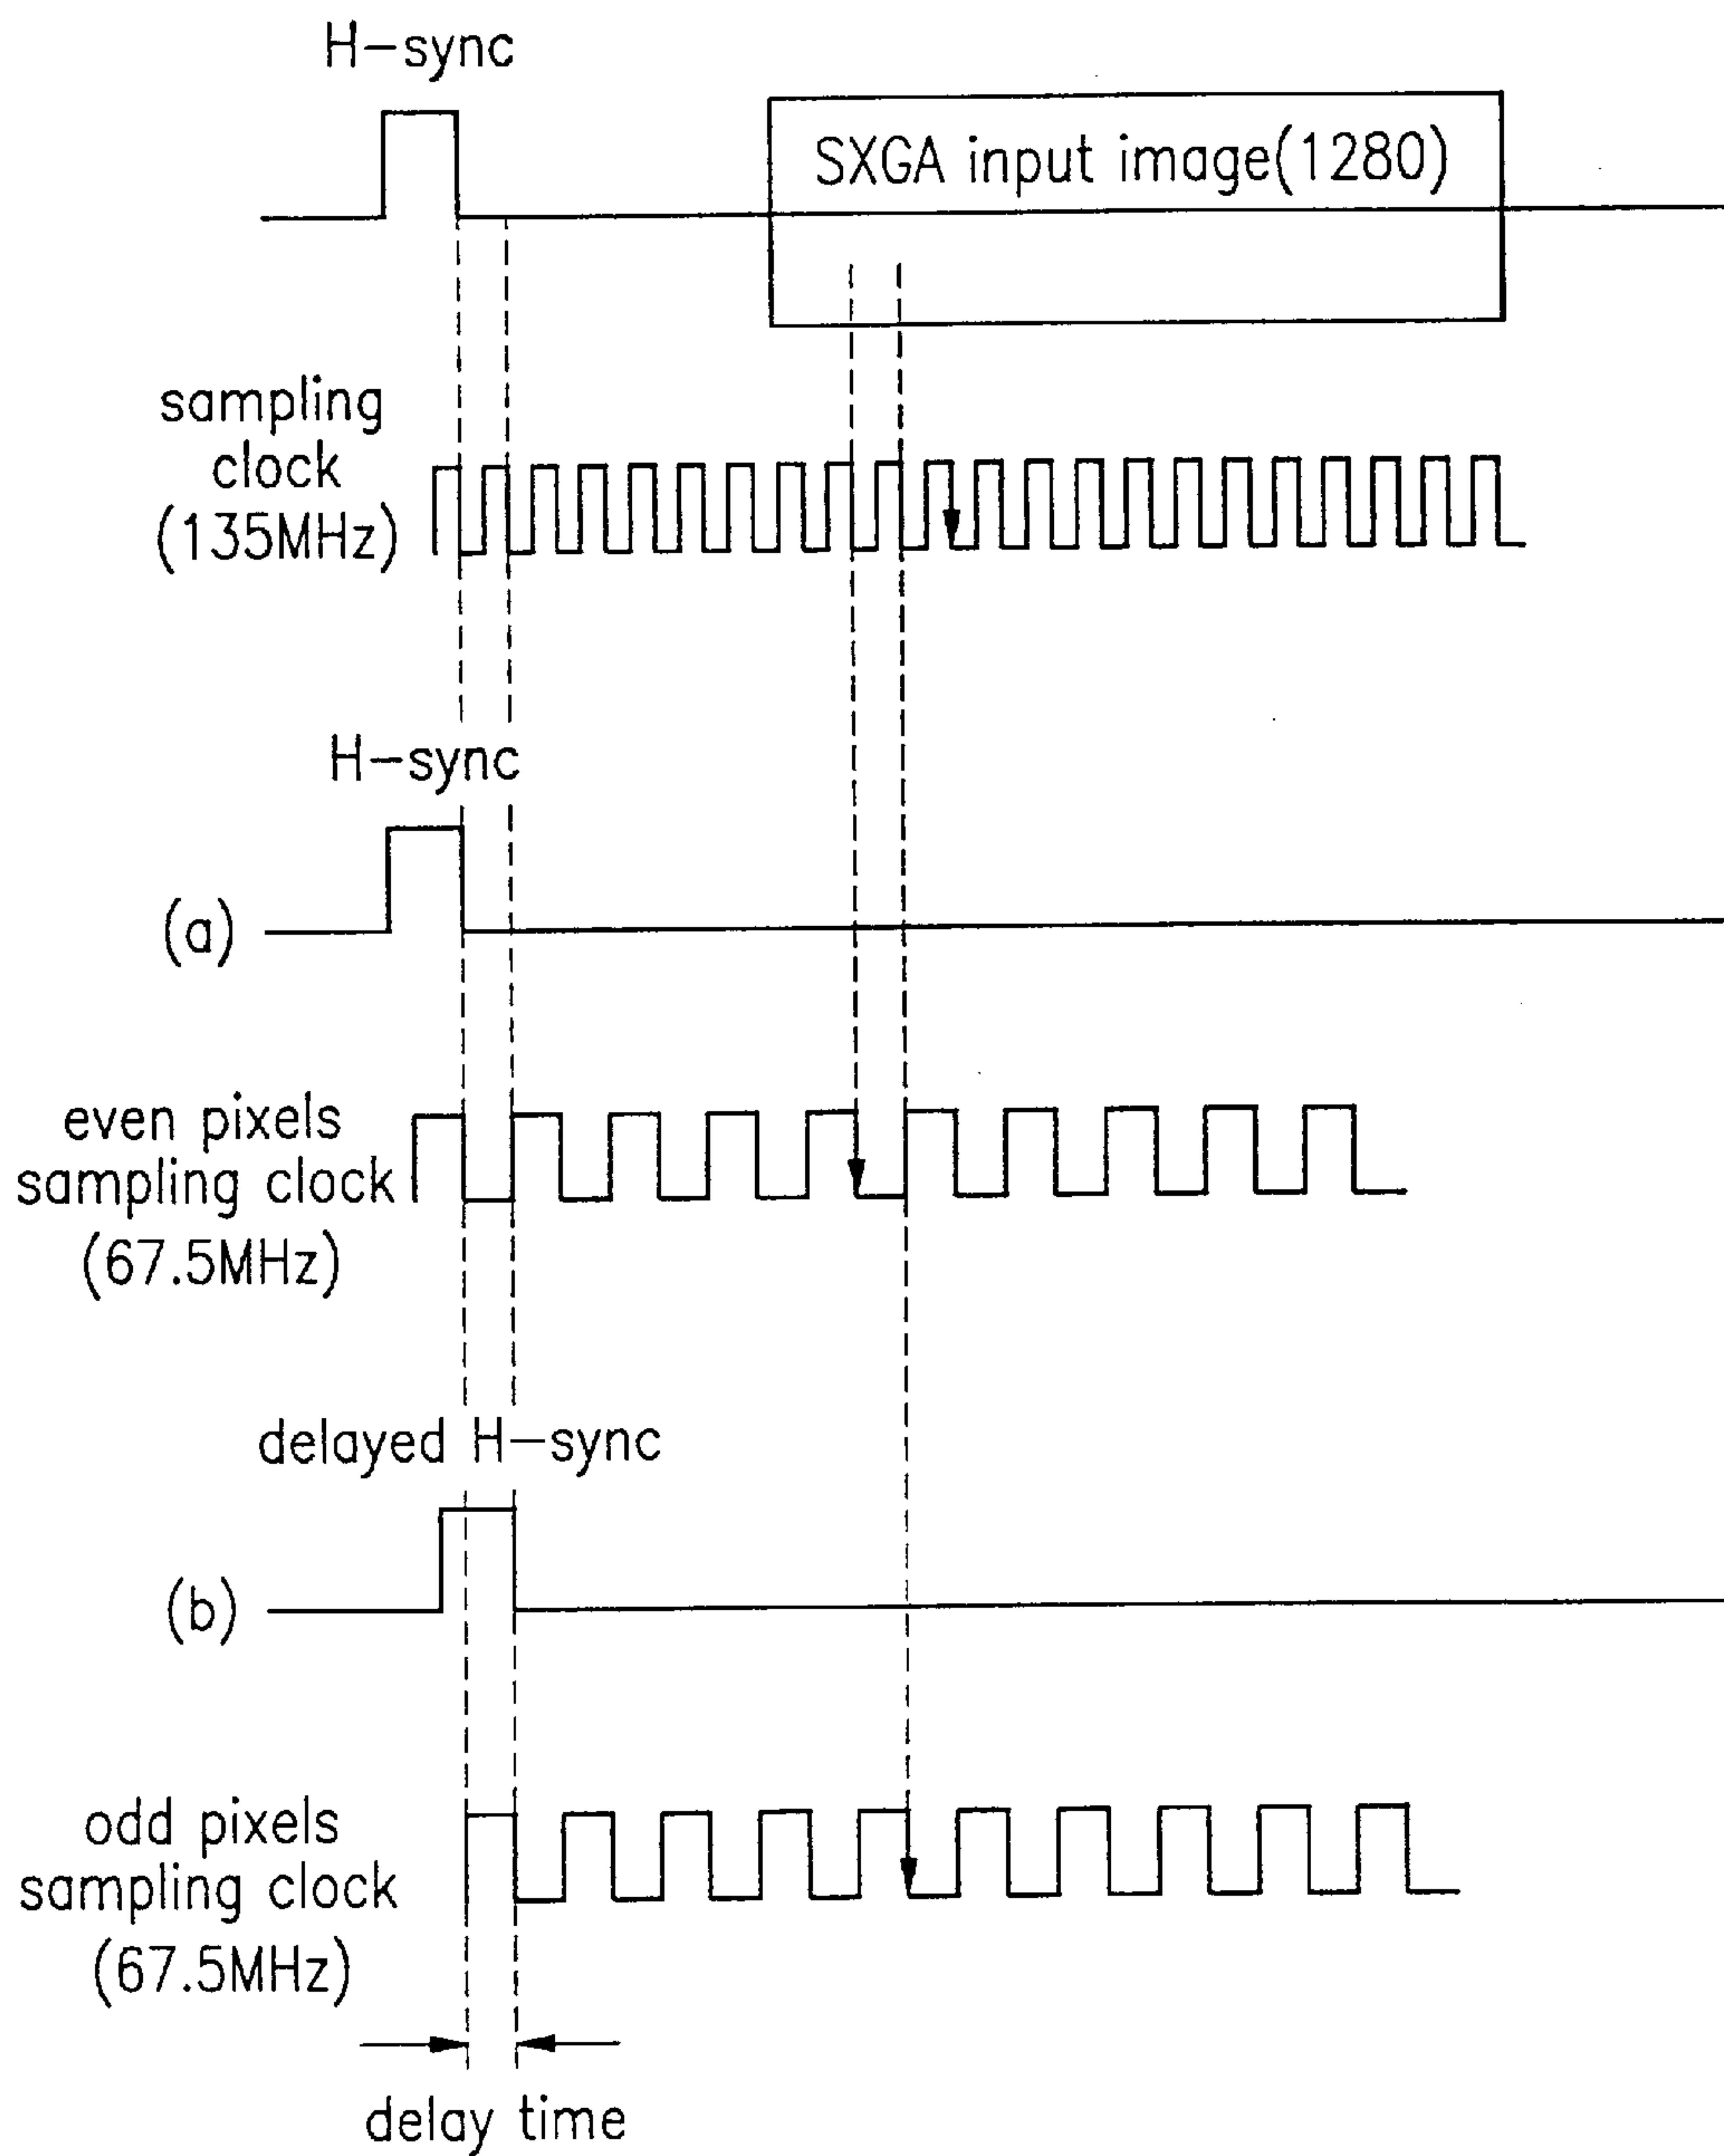 H-sync
SXGA input image(1280)
sampling
clock
(135MHz)
H-sync
(a)
even pixels
sampling clock
(67.5MHz)
delayed H-sync
(b)
odd pixels
sampling clock
(67.5MHz)
delay time